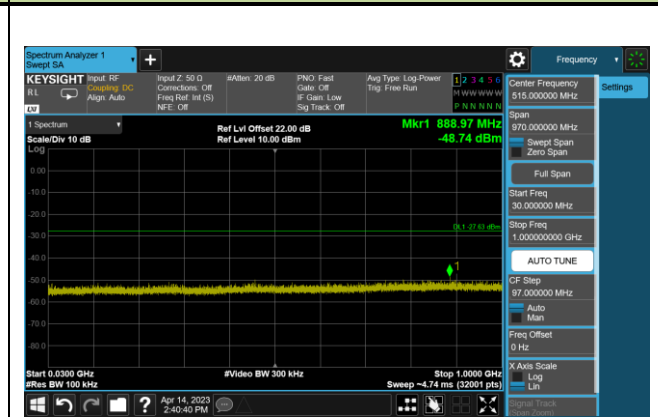 Spectrum Analyzer 1
Swept SA
+
Frequency
KEYSIGHT
RL
LXI
Input: RF
Coupling: DC
Align: Auto
Input Z: 50 Ω
Corrections: Off
Freq Ref: Int (S)
NFE: Off
#Atten: 20 dB
PNO: Fast
Gate: Off
IF Gain: Low
Sig Track: Off
Avg Type: Log-Power
Trig: Free Run
1 2 3 4 5 6
M W W W W W
P N N N N N
1 Spectrum
Scale/Div 10 dB
Log
Ref Lvl Offset 22.00 dB
Ref Level 10.00 dBm
Mkr1 888.97 MHz
-48.74 dBm
0.00
-10.0
-20.0
-30.0
-40.0
-50.0
-60.0
-70.0
-80.0
DL1 -27.63 dBm
1
Start 0.0300 GHz
#Res BW 100 kHz
#Video BW 300 kHz
Stop 1.0000 GHz
Sweep ~4.74 ms (32001 pts)
Center Frequency
515.000000 MHz
Settings
Span
970.000000 MHz
Swept Span
Zero Span
Full Span
Start Freq
30.000000 MHz
Stop Freq
1.000000000 GHz
AUTO TUNE
CF Step
97.000000 MHz
Auto
Man
Freq Offset
0 Hz
X Axis Scale
Log
Lin
Signal Track
(Span Zoom)
?
Apr 14, 2023
2:40:40 PM